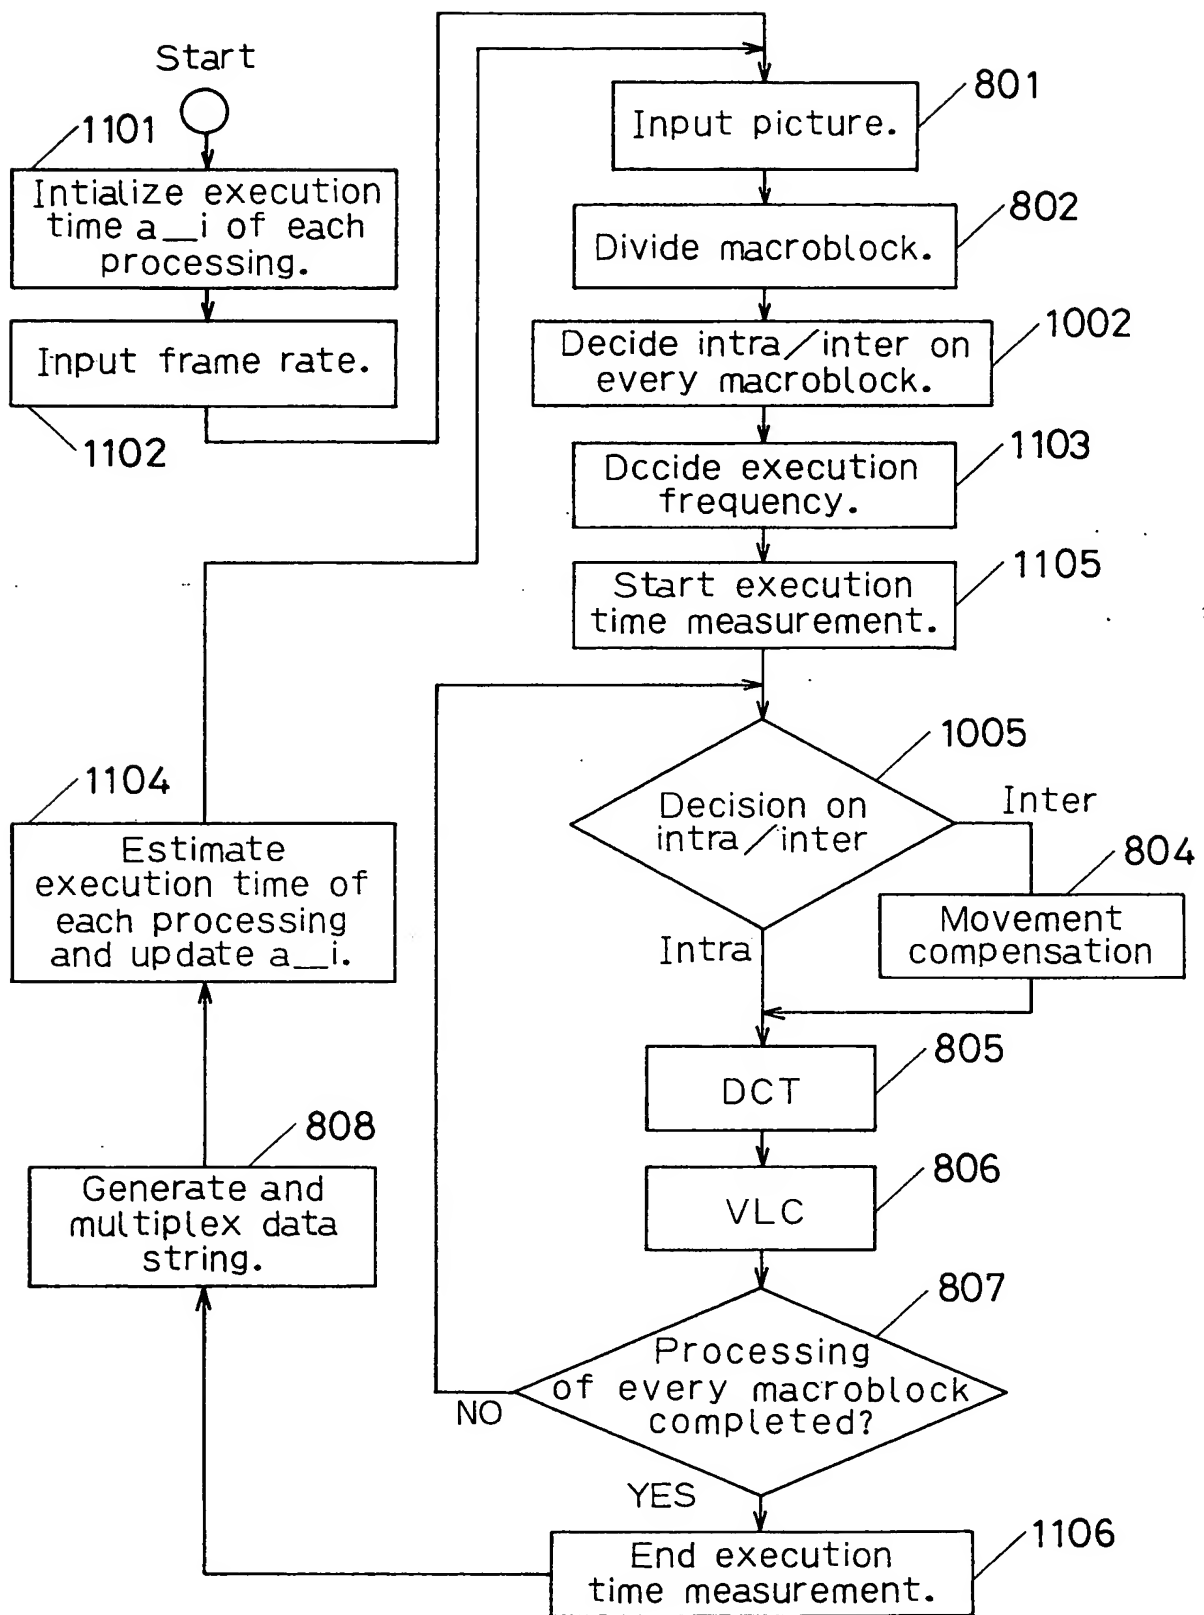 Start
1101
Intialize execution
time a__i of each
processing.
Input frame rate.
1102
801
Input picture.
802
Divide macroblock.
1002
Decide intra/inter on
every macroblock.
1103
Dccide execution
frequency.
1105
Start execution
time measurement.
1005
Decision on
intra/inter
Inter
Intra
804
Movement
compensation
805
DCT
806
VLC
807
Processing
of every macroblock
completed?
NO
YES
1106
End execution
time measurement.
808
Generate and
multiplex data
string.
1104
Estimate
execution time of
each processing
and update a__i.